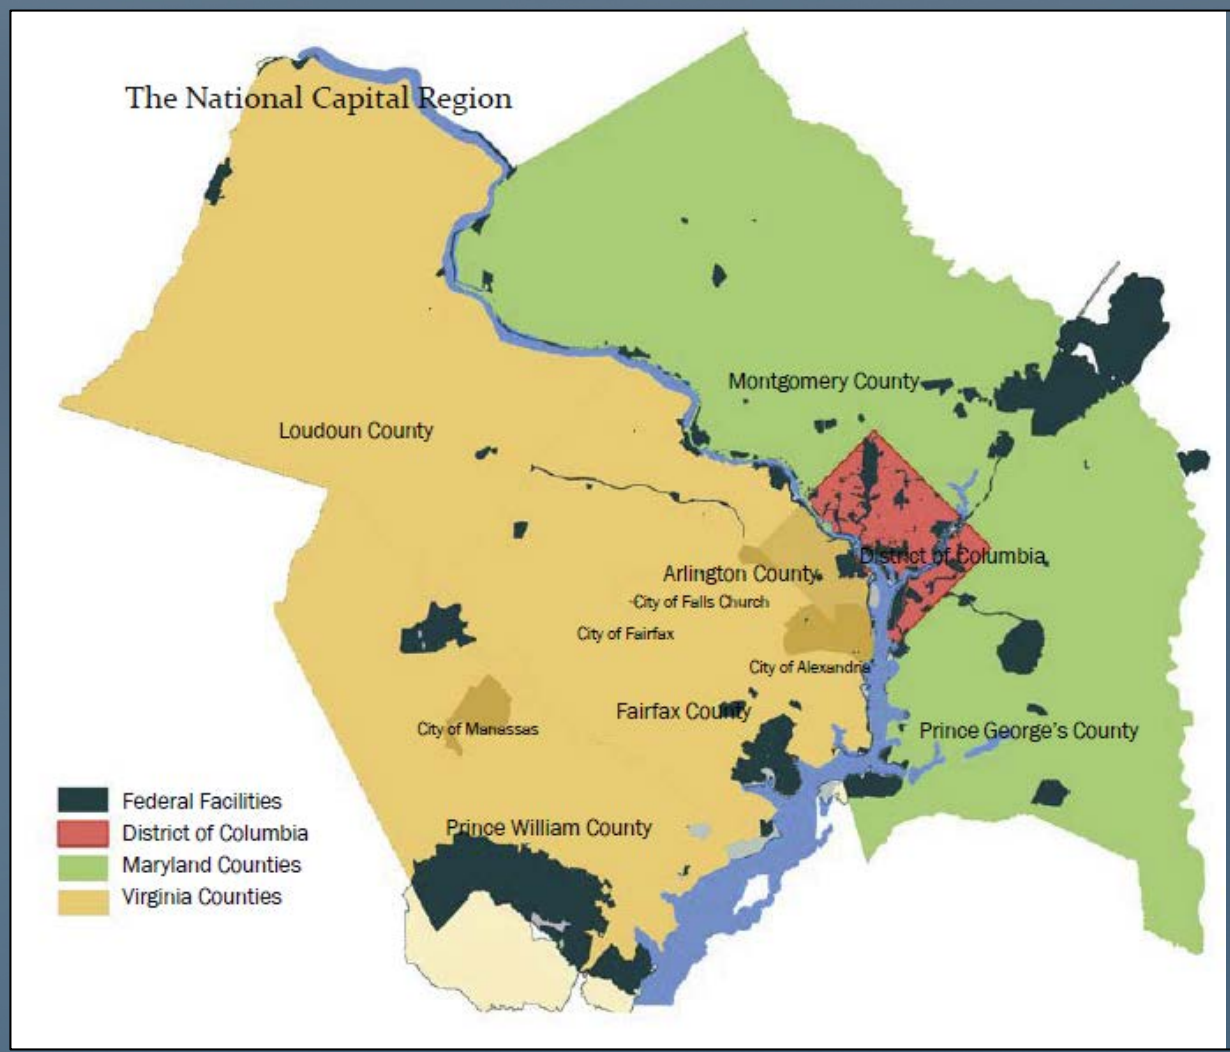 The National Capital Region
Montgomery County
Loudoun County
District of Columbia
Arlington County
City of Falls Church
City of Fairfax
City of Alexandria
Fairfax County
City of Manassas
Prince George's County
Prince William County
Federal Facilities
District of Columbia
Maryland Counties
Virginia Counties